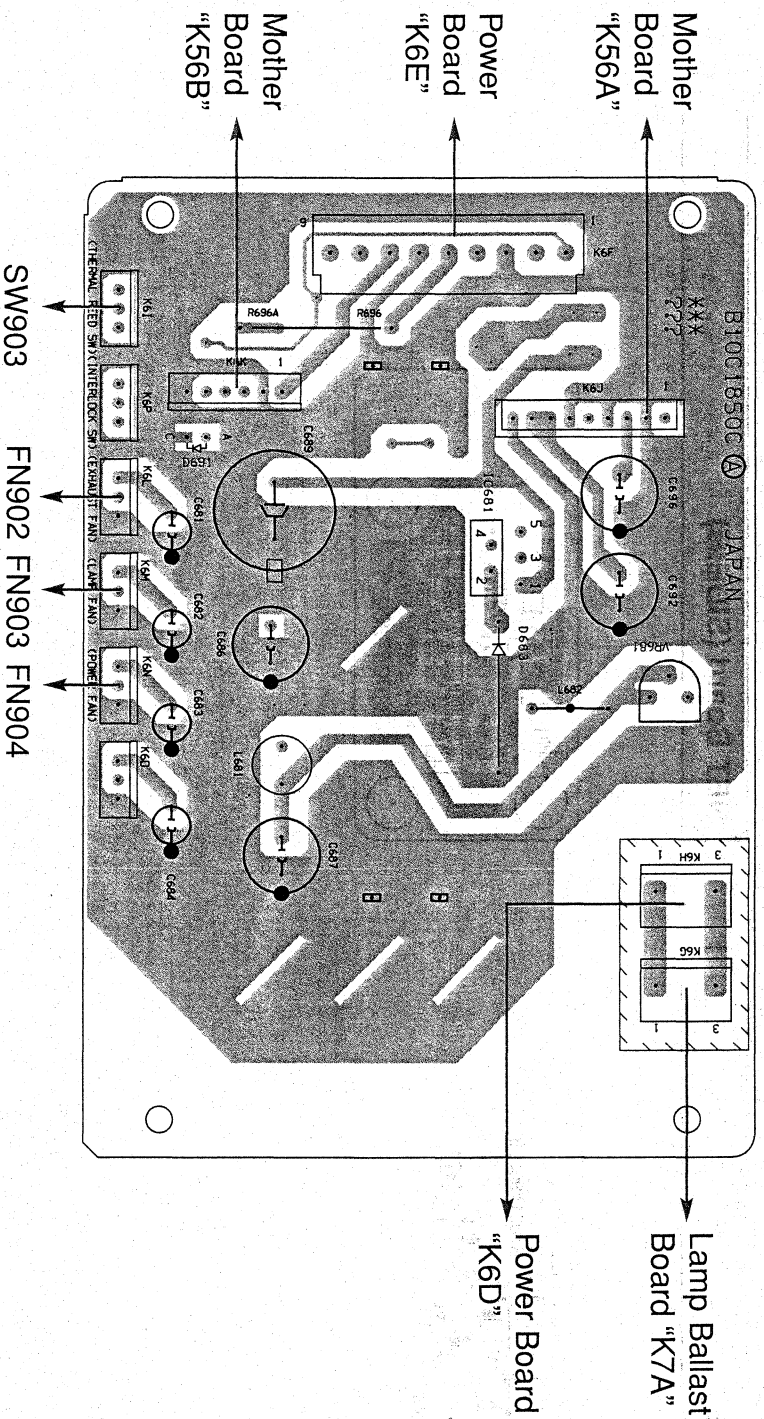 Mother
Board
“K56B”
Power
Board
“K6E”
Mother
Board
“K56A”
B10C1850C Ⓐ JAPAN
***
???
9
1
K6F
R696A
R696
K6K
1
K6J
1
K6I
(THERMAL REED SW)
K6P
(INTERLOCK SW)
K6L
(EXHAUST FAN)
K6M
(LAMP FAN)
K6N
(POWER FAN)
D691
C
A
C689
C681
C682
C683
C684
C686
L681
C687
IC681
5
4
3
2
1
D683
L682
C696
C692
VR681
K6H
1
3
K6G
1
3
SW903
FN902
FN903
FN904
Power Board
“K6D”
Lamp Ballast
Board “K7A”